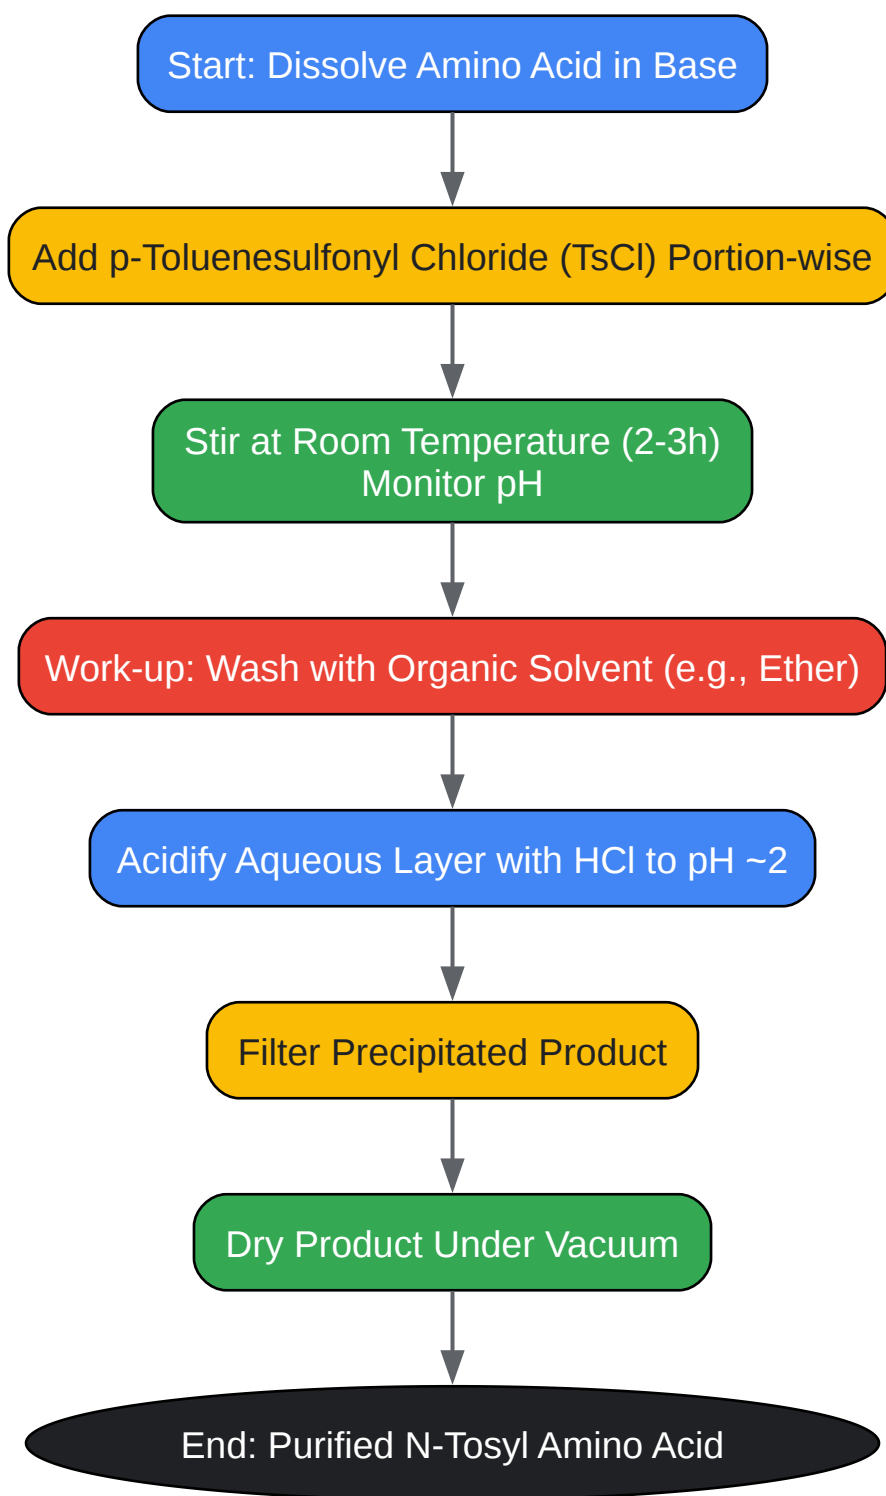 Start: Dissolve Amino Acid in Base
Add p-Toluenesulfonyl Chloride (TsCl) Portion-wise
Stir at Room Temperature (2-3h)
Monitor pH
Work-up: Wash with Organic Solvent (e.g., Ether)
Acidify Aqueous Layer with HCl to pH ~2
Filter Precipitated Product
Dry Product Under Vacuum
End: Purified N-Tosyl Amino Acid